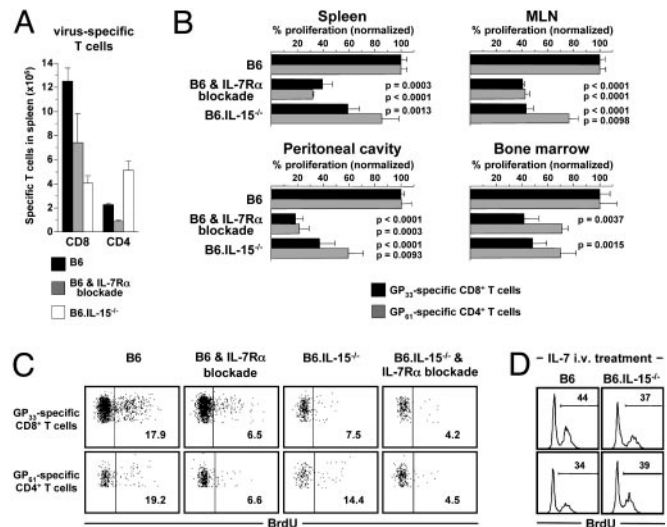 A
virus-specific
T cells
Specific T cells in spleen (x10⁵)
14
12
10
8
6
4
2
0
CD8 CD4
B6
B6 & IL-7Rα
blockade
B6.IL-15⁻/⁻
B
Spleen
% proliferation (normalized)
0 20 40 60 80 100
B6
B6 & IL-7Rα
blockade
B6.IL-15⁻/⁻
p = 0.0003
p < 0.0001
p = 0.0013
MLN
% proliferation (normalized)
0 20 40 60 80 100
p < 0.0001
p < 0.0001
p < 0.0001
p = 0.0098
Peritoneal cavity
% proliferation (normalized)
0 20 40 60 80 100
B6
B6 & IL-7Rα
blockade
B6.IL-15⁻/⁻
p < 0.0001
p = 0.0003
p < 0.0001
p = 0.0093
Bone marrow
% proliferation (normalized)
0 20 40 60 80 100
p = 0.0037
p = 0.0015
GP₃₃-specific CD8⁺ T cells
GP₆₁-specific CD4⁺ T cells
C
B6
B6 & IL-7Rα
blockade
B6.IL-15⁻/⁻
B6.IL-15⁻/⁻ &
IL-7Rα blockade
GP₃₃-specific
CD8⁺ T cells
17.9 6.5 7.5 4.2
GP₆₁-specific
CD4⁺ T cells
19.2 6.6 14.4 4.5
BrdU
D
– IL-7 i.v. treatment –
B6 B6.IL-15⁻/⁻
44 37
34 39
BrdU